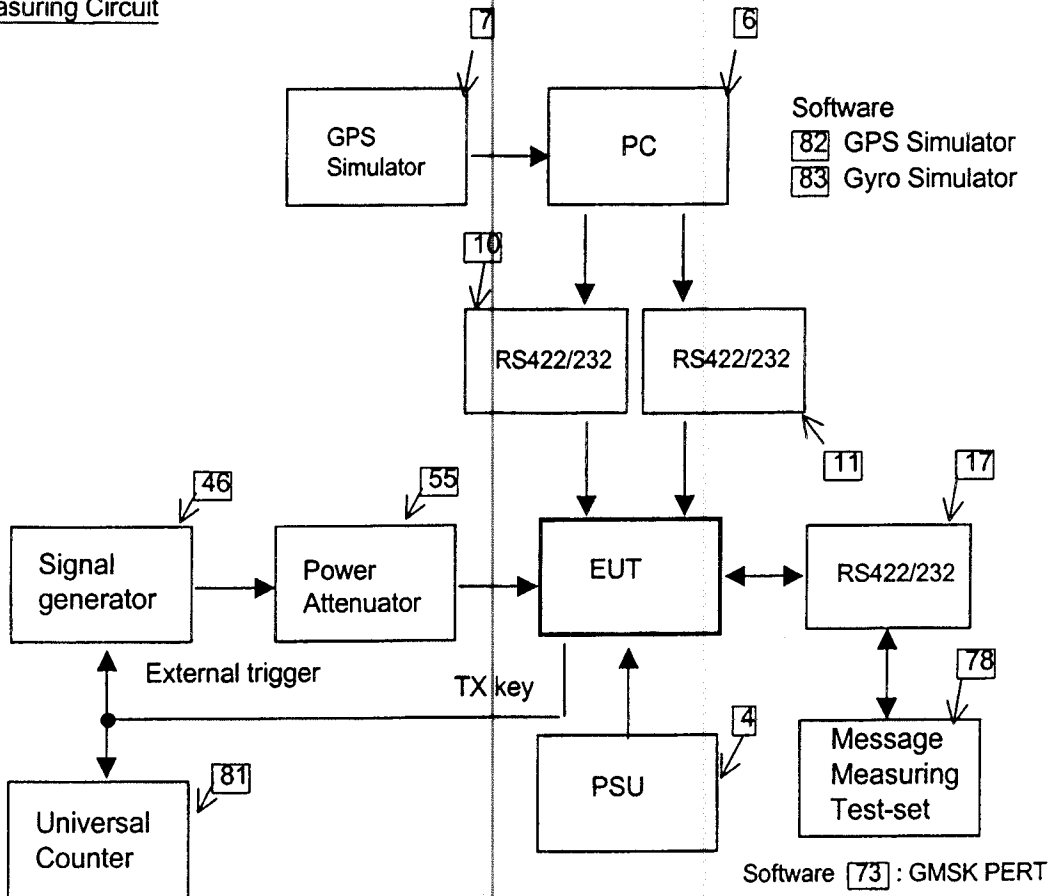 asuring Circuit
7
6
GPS
Simulator
PC
Software
82 GPS Simulator
83 Gyro Simulator
10
RS422/232
RS422/232
11
46
55
17
Signal
generator
Power
Attenuator
EUT
RS422/232
External trigger
TX key
78
4
81
PSU
Message
Measuring
Test-set
Universal
Counter
Software 73 : GMSK PERT